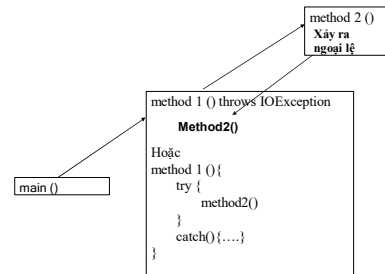 method 2 ()
Xảy ra
ngoại lệ
method 1 () throws IOException
Method2()
Hoặc
method 1 (){
try {
method2()
}
catch(){….}
}
main ()